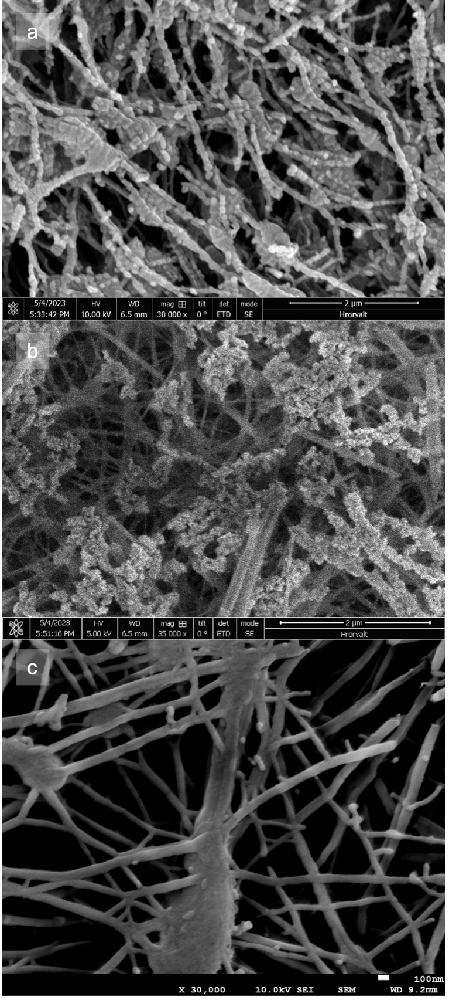 a
5/4/2023 HV WD mag tilt det mode 2 µm
5:33:42 PM 10.00 kV 6.5 mm 30 000 x 0 ° ETD SE Hrorvalt
b
5/4/2023 HV WD mag tilt det mode 2 µm
5:51:16 PM 5.00 kV 6.5 mm 35 000 x 0 ° ETD SE Hrorvalt
c
100nm
X 30,000 10.0kV SEI SEM WD 9.2mm